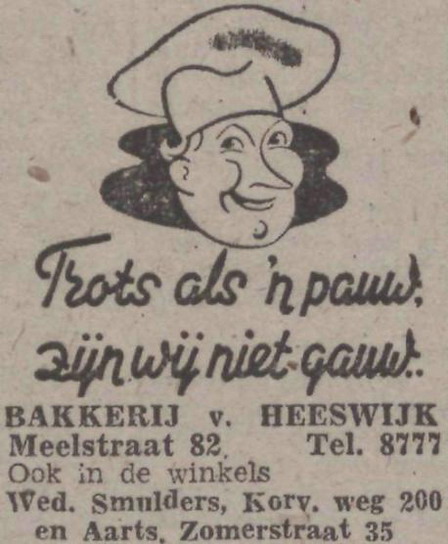 Trots als 'n pauw,
zijn wij niet gauw..
BAKKERIJ v. HEESWIJK
Meelstraat 82. Tel. 8777
Ook in de winkels
Wed. Smulders, Korv. weg 200
en Aarts, Zomerstraat 35